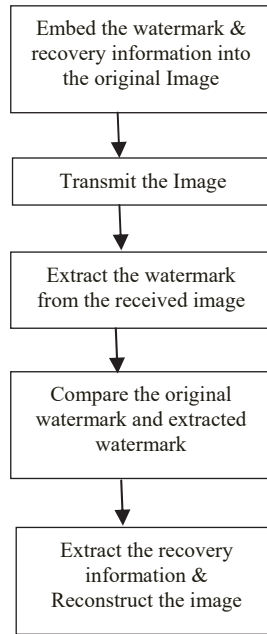 Embed the watermark &
recovery information into
the original Image
Transmit the Image
Extract the watermark
from the received image
Compare the original
watermark and extracted
watermark
Extract the recovery
information &
Reconstruct the image